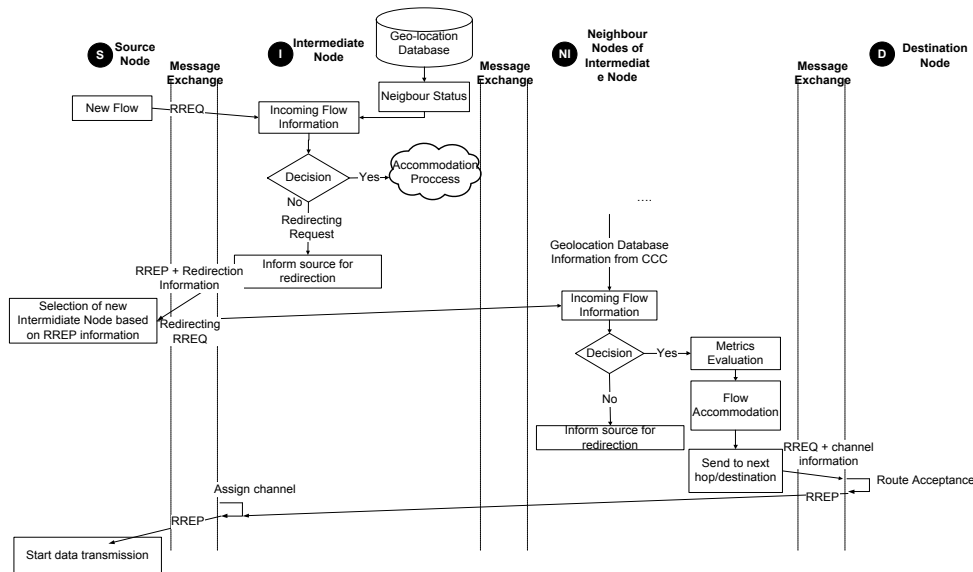 S
Source
Node
I
Intermediate
Node
Geo-location
Database
NI
Neighbour
Nodes of
Intermediat
e Node
D
Destination
Node
Message
Exchange
Message
Exchange
Message
Exchange
Neigbour Status
New Flow
RREQ
Incoming Flow
Information
Decision
Yes
Accommodation
Proccess
No
Redirecting
Request
Inform source for
redirection
RREP + Redirection
Information
Selection of new
Intermidiate Node based
on RREP information
Redirecting
RREQ
....
Geolocation Database
Information from CCC
Incoming Flow
Information
Decision
Yes
Metrics
Evaluation
No
Flow
Accommodation
Inform source for
redirection
Send to next
hop/destination
RREQ + channel
information
Route Acceptance
RREP
Assign channel
RREP
Start data transmission